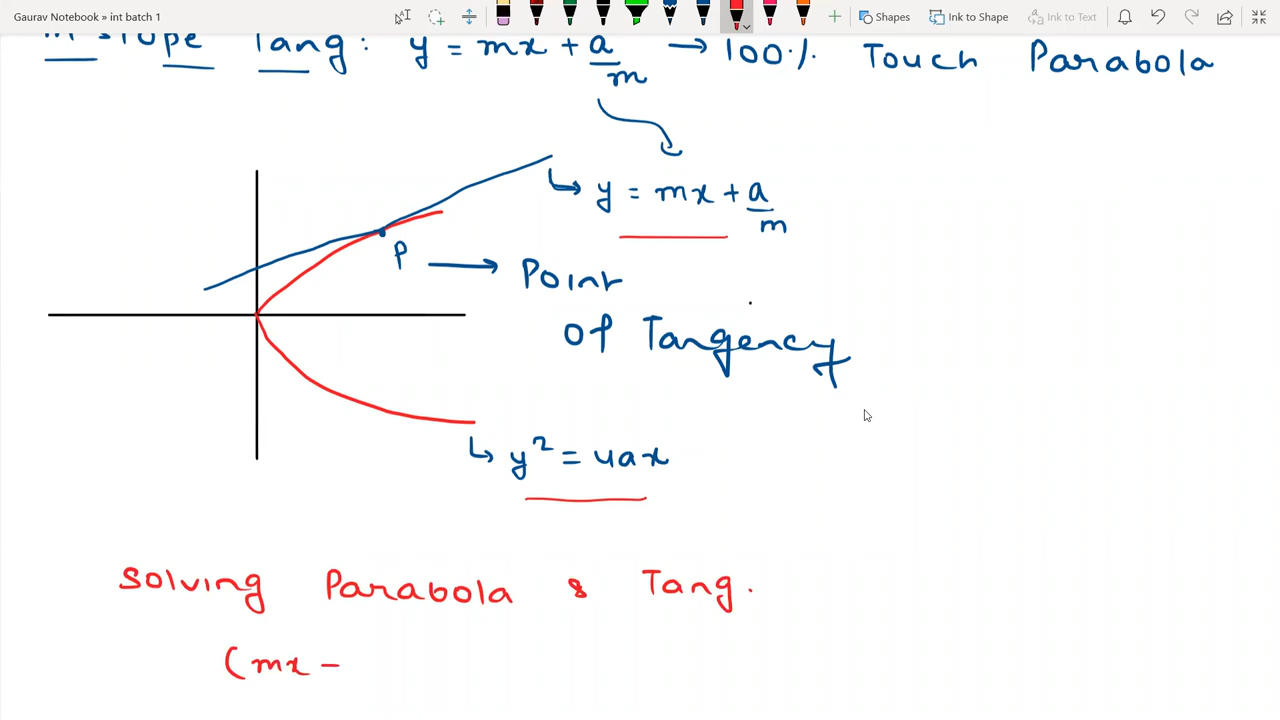 Gaurav Notebook » int batch 1
Shapes
Ink to Shape
Ink to Text
m slope Tang: y = mx + a/m → 100% Touch Parabola
y = mx + a/m
P → Point
of Tangency
y² = 4ax
Solving Parabola & Tang.
(mx -